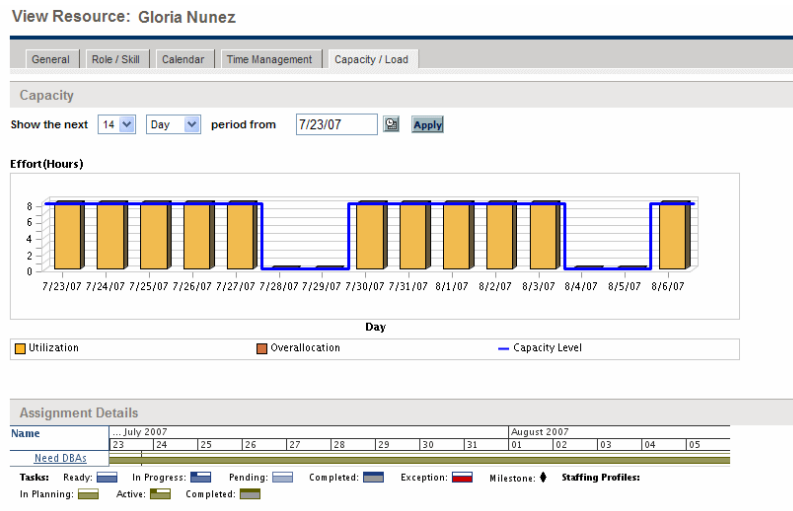 View Resource: Gloria Nunez
General Role / Skill Calendar Time Management Capacity / Load
Capacity
Show the next 14 Day period from 7/23/07 Apply
Effort(Hours)
8
6
4
2
0
7/23/07 7/24/07 7/25/07 7/26/07 7/27/07 7/28/07 7/29/07 7/30/07 7/31/07 8/1/07 8/2/07 8/3/07 8/4/07 8/5/07 8/6/07
Day
Utilization Overallocation Capacity Level
Assignment Details
Name ... July 2007 August 2007
23 24 25 26 27 28 29 30 31 01 02 03 04 05
Need DBAs
Tasks: Ready: In Progress: Pending: Completed: Exception: Milestone: Staffing Profiles:
In Planning: Active: Completed: